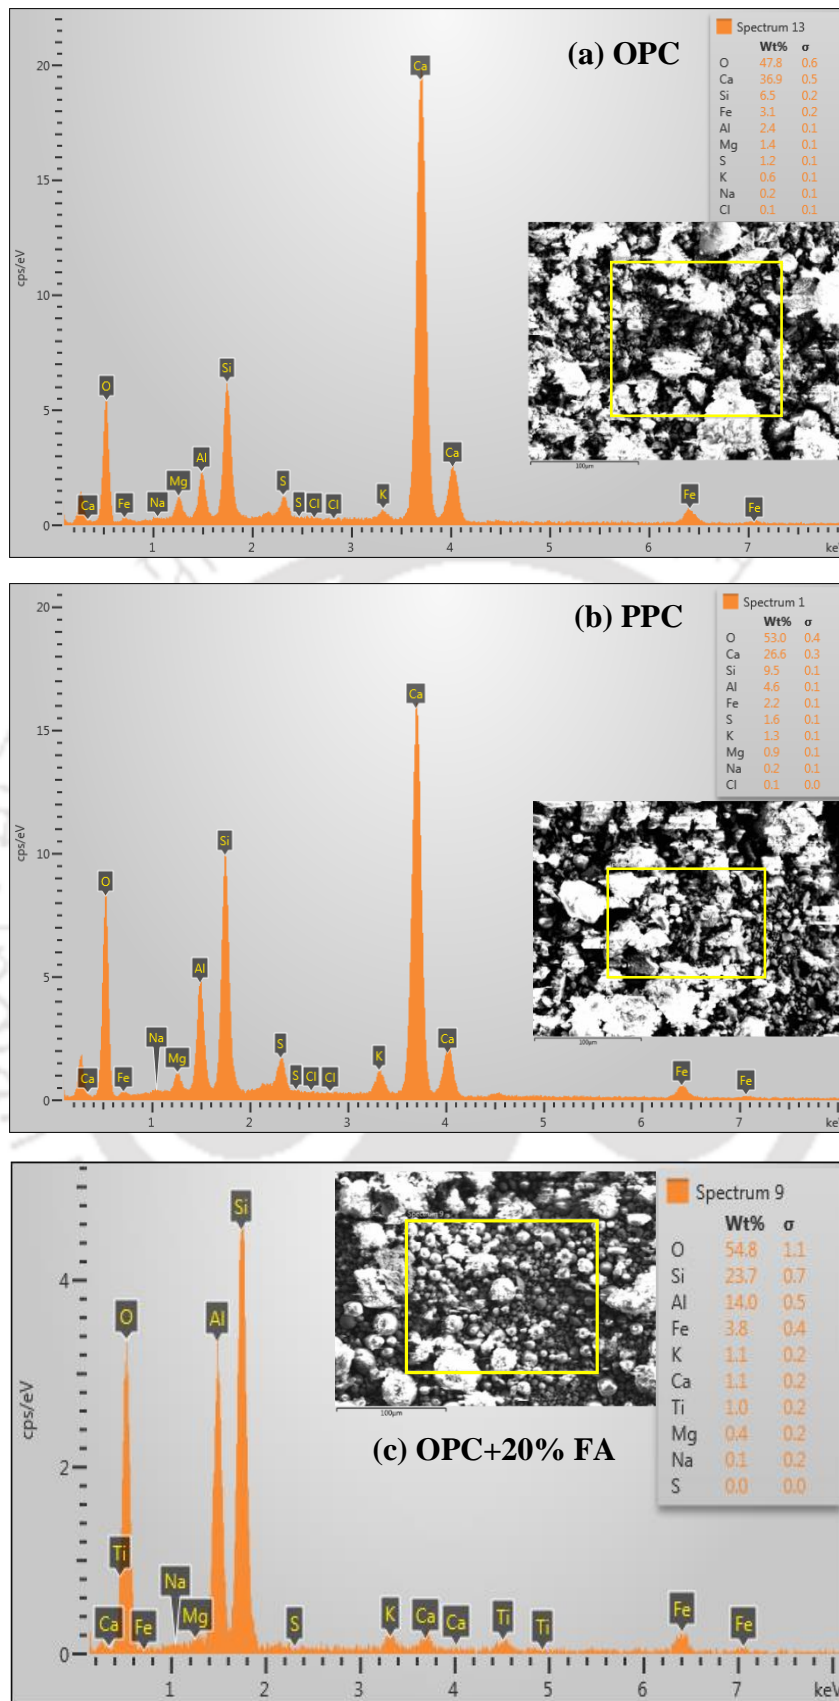 (a) OPC
Spectrum 13
Wt% σ
O 47.8 0.6
Ca 36.9 0.5
Si 6.5 0.2
Fe 3.1 0.2
Al 2.4 0.1
Mg 1.4 0.1
S 1.2 0.1
K 0.6 0.1
Na 0.2 0.1
Cl 0.1 0.1
20
15
10
5
0
cps/eV
Ca
O
Si
Al
Mg
S
Ca
K
Fe
Ca Fe Na S Cl Cl Fe
100µm
1 2 3 4 5 6 7 keV
(b) PPC
Spectrum 1
Wt% σ
O 53.0 0.4
Ca 26.6 0.3
Si 9.5 0.1
Al 4.6 0.1
Fe 2.2 0.1
S 1.6 0.1
K 1.3 0.1
Mg 0.9 0.1
Na 0.2 0.1
Cl 0.1 0.0
20
15
10
5
0
cps/eV
Ca
Si
O
Al
Na
S
Ca
K
Mg
Fe
Ca Fe S Cl Cl Fe
100µm
1 2 3 4 5 6 7 keV
Spectrum 9
Wt% σ
O 54.8 1.1
Si 23.7 0.7
Al 14.0 0.5
Fe 3.8 0.4
K 1.1 0.2
Ca 1.1 0.2
Ti 1.0 0.2
Mg 0.4 0.2
Na 0.1 0.2
S 0.0 0.0
100µm
(c) OPC+20% FA
4
2
0
cps/eV
Si
O
Al
Ti
Na
Ca Fe Mg S K Ca Ca Ti Ti Fe Fe
1 2 3 4 5 6 7 keV